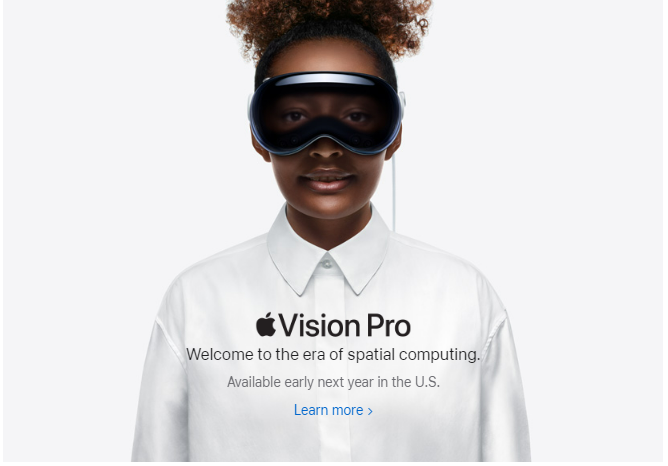 Vision Pro
Welcome to the era of spatial computing.
Available early next year in the U.S.
Learn more >